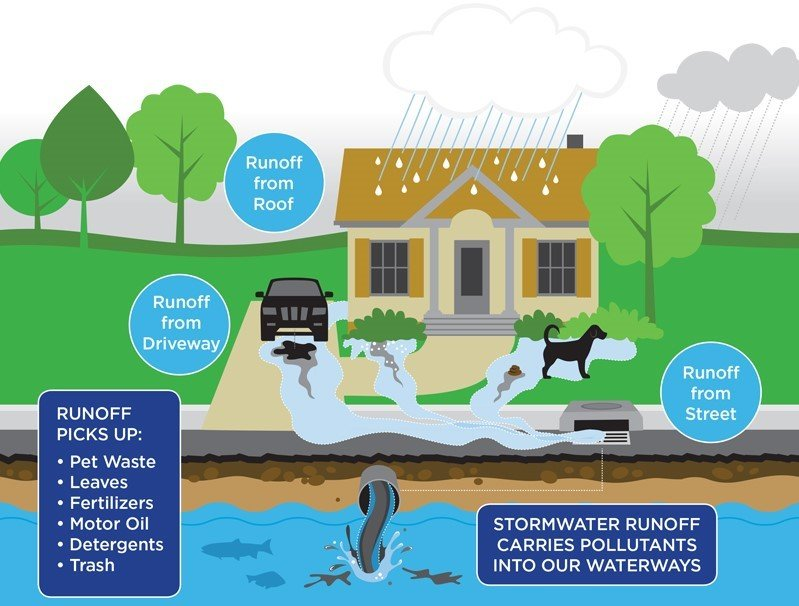 Runoff
from
Roof
Runoff
from
Driveway
Runoff
from
Street
RUNOFF
PICKS UP:
• Pet Waste
• Leaves
• Fertilizers
• Motor Oil
• Detergents
• Trash
STORMWATER RUNOFF
CARRIES POLLUTANTS
INTO OUR WATERWAYS